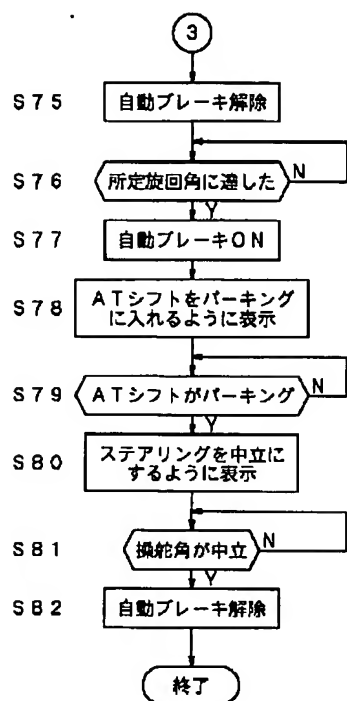 3
S75 自動ブレーキ解除
S76 所定旋回角に達した N
Y
S77 自動ブレーキON
S78 ATシフトをパーキング
に入れるように表示
S79 ATシフトがパーキング N
Y
S80 ステアリングを中立に
するように表示
S81 操舵角が中立 N
Y
S82 自動ブレーキ解除
終了